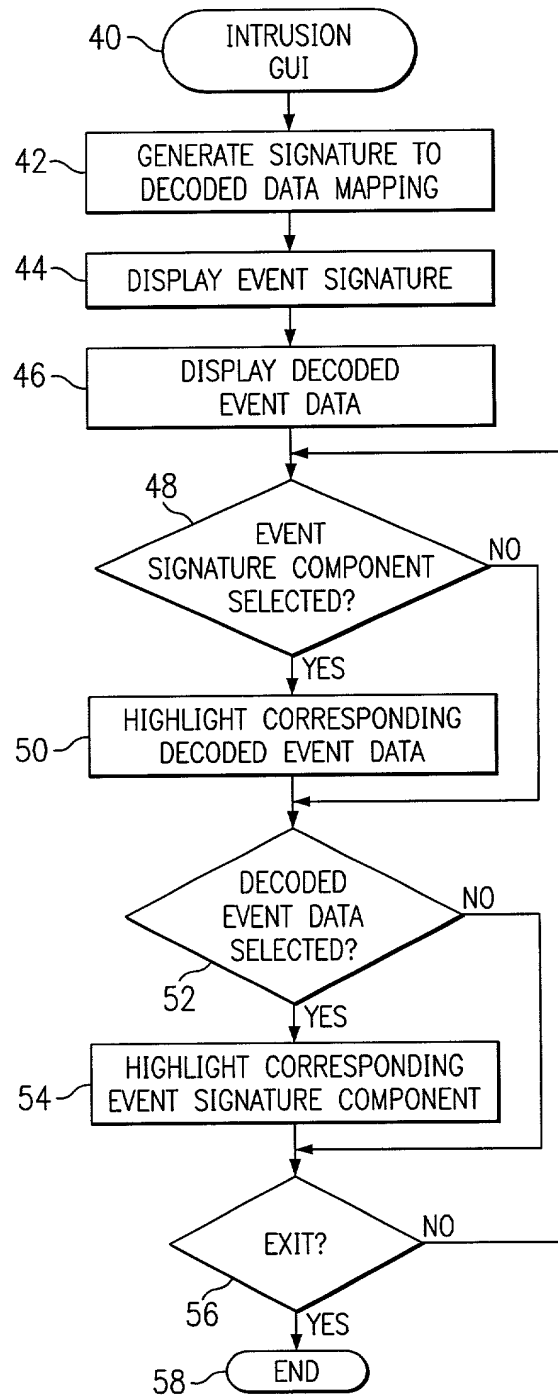 40
INTRUSION
GUI
42
GENERATE SIGNATURE TO
DECODED DATA MAPPING
44
DISPLAY EVENT SIGNATURE
46
DISPLAY DECODED
EVENT DATA
48
EVENT
SIGNATURE COMPONENT
SELECTED?
NO
YES
50
HIGHLIGHT CORRESPONDING
DECODED EVENT DATA
DECODED
EVENT DATA
SELECTED?
NO
52
YES
54
HIGHLIGHT CORRESPONDING
EVENT SIGNATURE COMPONENT
EXIT?
NO
56
YES
58
END